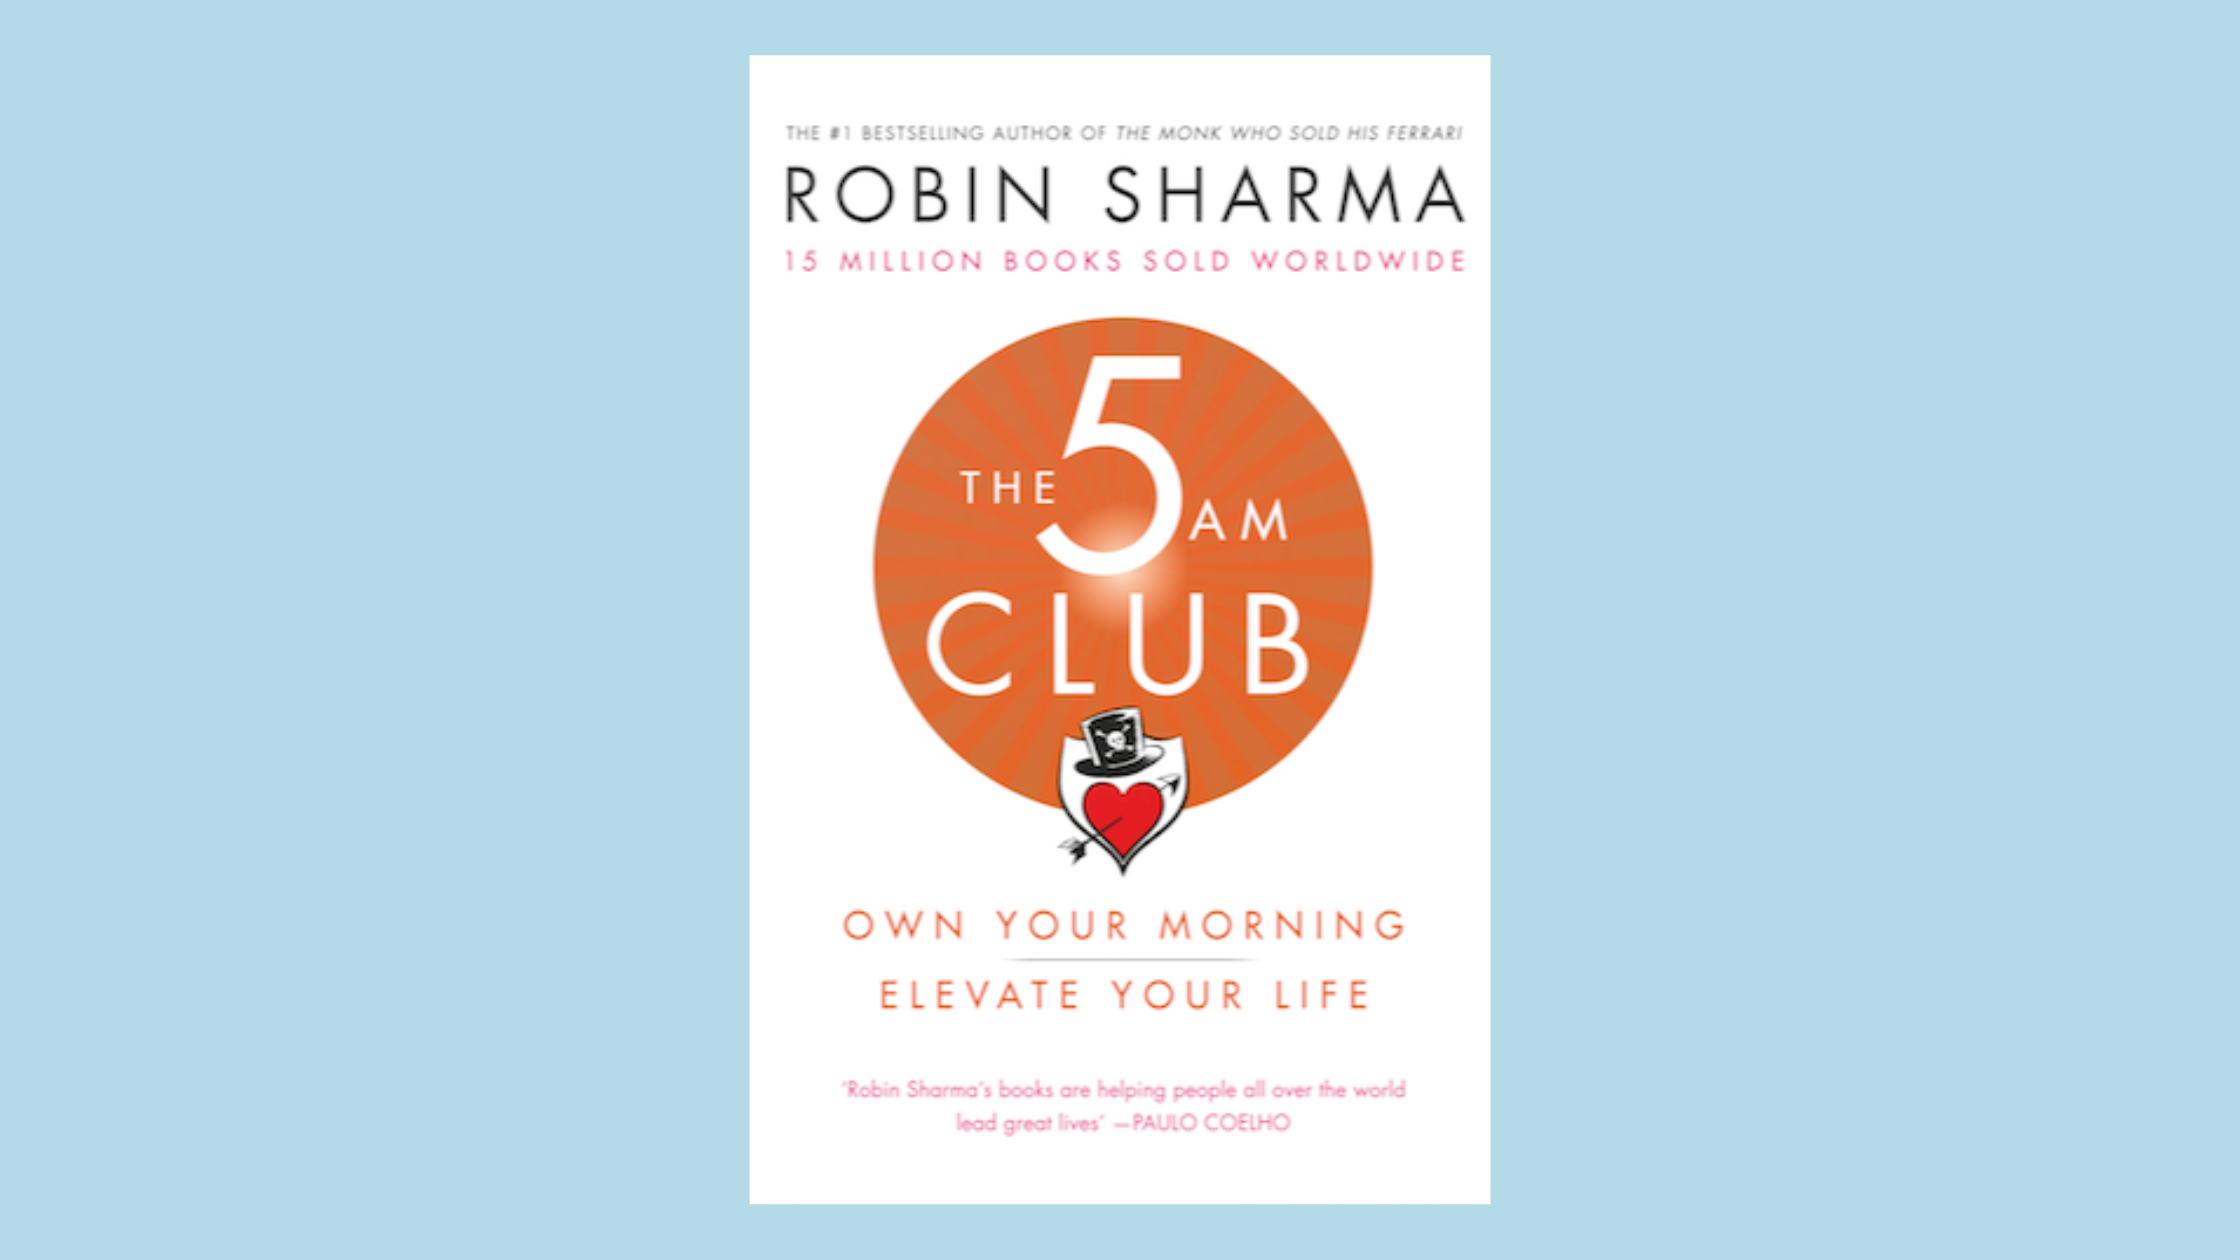 THE #1 BESTSELLING AUTHOR OF THE MONK WHO SOLD HIS FERRARI
ROBIN SHARMA
15 MILLION BOOKS SOLD WORLDWIDE
THE 5 AM
CLUB
OWN YOUR MORNING
ELEVATE YOUR LIFE
‘Robin Sharma’s books are helping people all over the world
lead great lives’ —PAULO COELHO